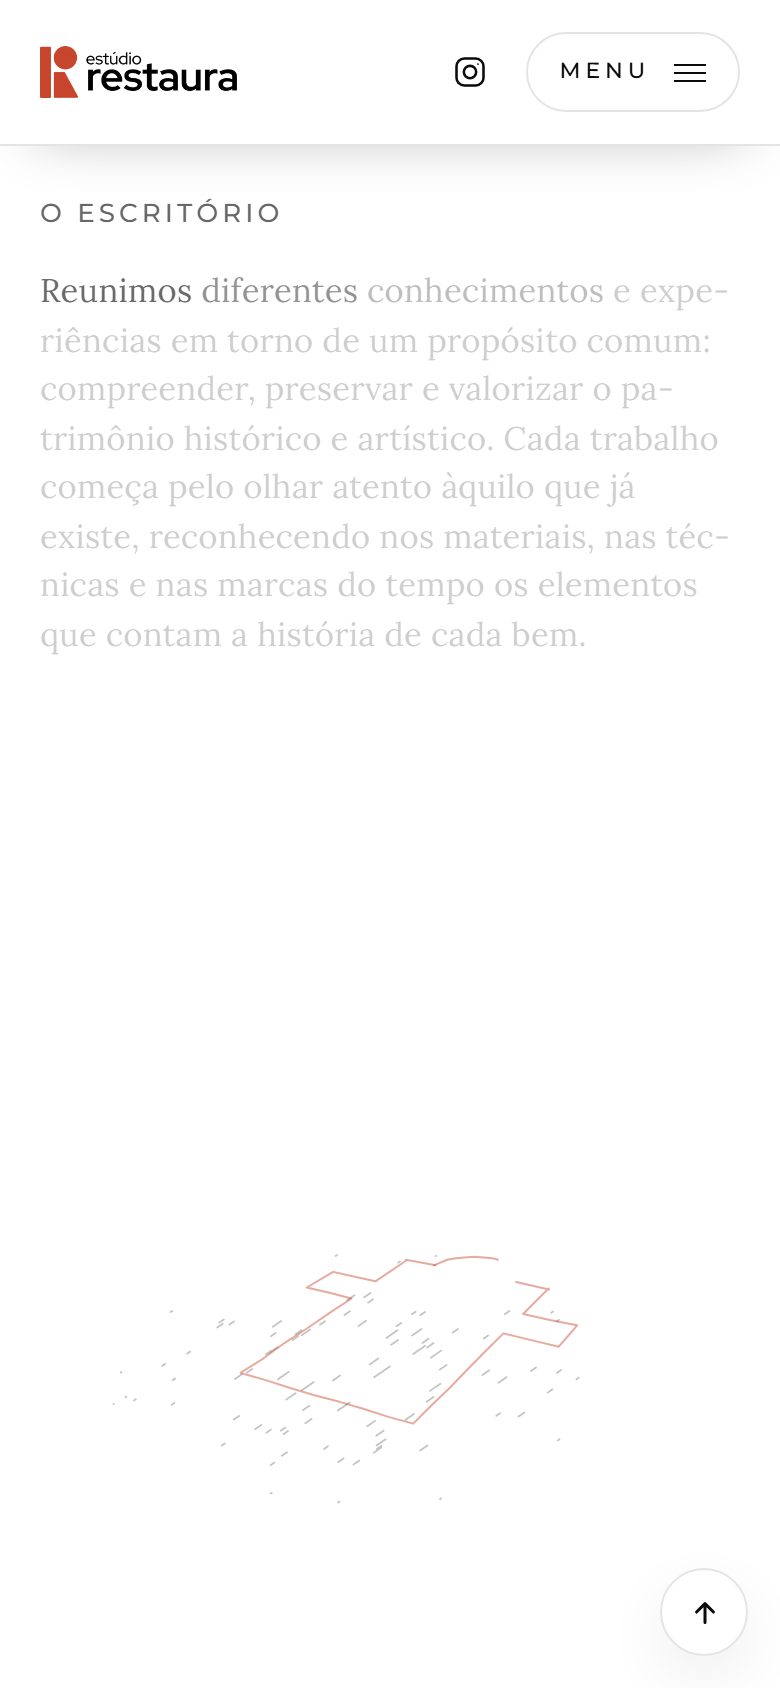 estúdio
restaura
MENU
O ESCRITÓRIO
Reunimos diferentes conhecimentos e expe-
riências em torno de um propósito comum:
compreender, preservar e valorizar o pa-
trimônio histórico e artístico. Cada trabalho
começa pelo olhar atento àquilo que já
existe, reconhecendo nos materiais, nas téc-
nicas e nas marcas do tempo os elementos
que contam a história de cada bem.